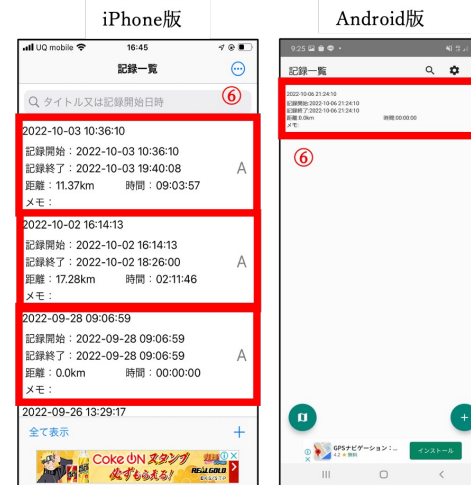 iPhone版
Android版
UQ mobile
16:45
記録一覧
タイトル又は記録開始日時
⑥
2022-10-03 10:36:10
記録開始：2022-10-03 10:36:10
記録終了：2022-10-03 19:40:08
距離：11.37km 時間：09:03:57
メモ：
A
2022-10-02 16:14:13
記録開始：2022-10-02 16:14:13
記録終了：2022-10-02 18:26:00
距離：17.28km 時間：02:11:46
メモ：
A
2022-09-28 09:06:59
記録開始：2022-09-28 09:06:59
記録終了：2022-09-28 09:06:59
距離：0.0km 時間：00:00:00
メモ：
A
2022-09-26 13:29:17
全て表示
+
Coke ON スタンプ
必ずもらえる!
REAL GOLD
9:25
記録一覧
2022-10-06 21:24:10
記録開始:2022-10-06 21:24:10
記録終了:2022-10-06 21:24:10
距離:0.0km 時間:00:00:00
メモ:
⑥
+
GPSナビゲーション：...
4.2 ★ 無料
インストール